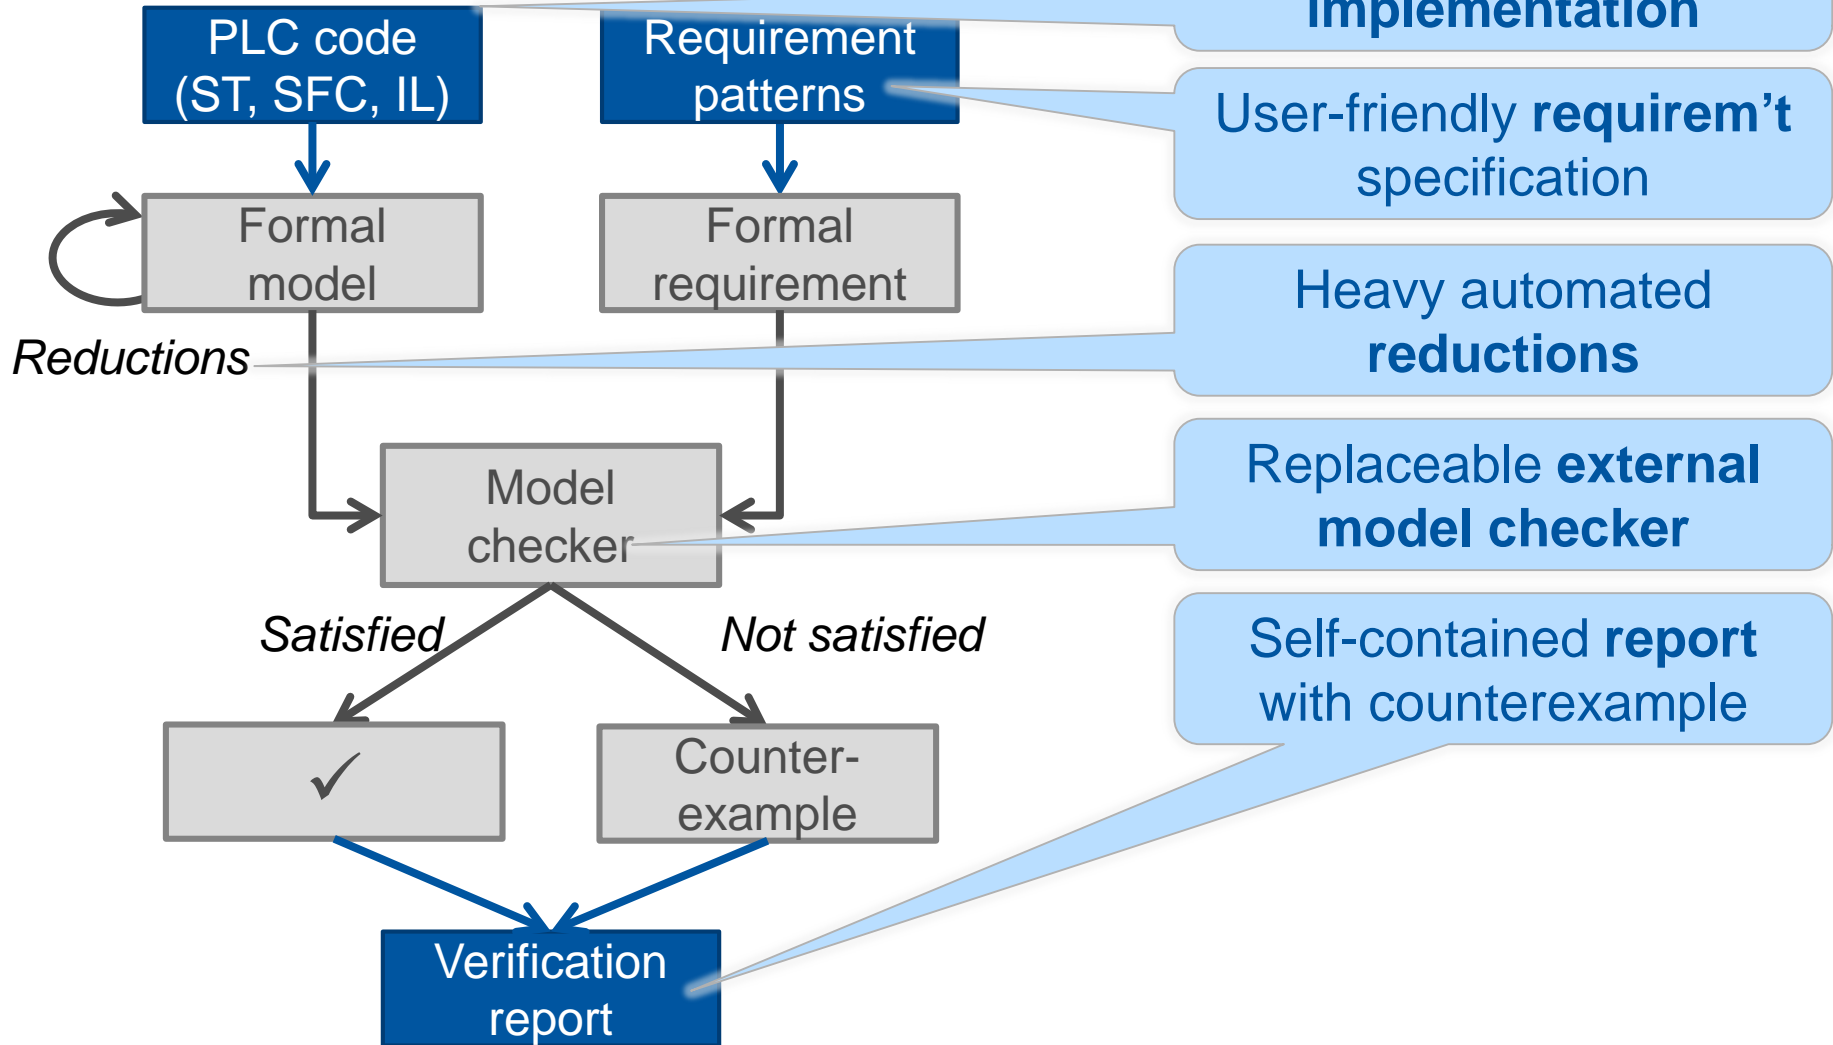 implementation
PLC code
(ST, SFC, IL)
Requirement
patterns
User-friendly requirem't
specification
Formal
model
Formal
requirement
Heavy automated
reductions
Reductions
Replaceable external
model checker
Model
checker
Satisfied
Not satisfied
Self-contained report
with counterexample
✓
Counter-
example
Verification
report